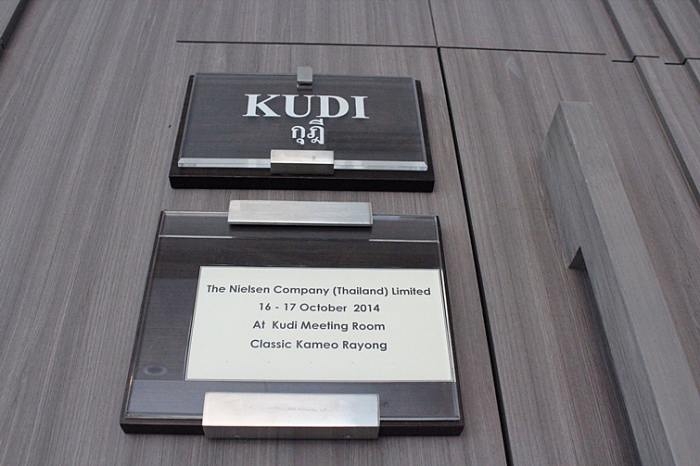 KUDI
กุฎี
The Nielsen Company (Thailand) Limited
16 - 17 October 2014
At Kudi Meeting Room
Classic Kameo Rayong